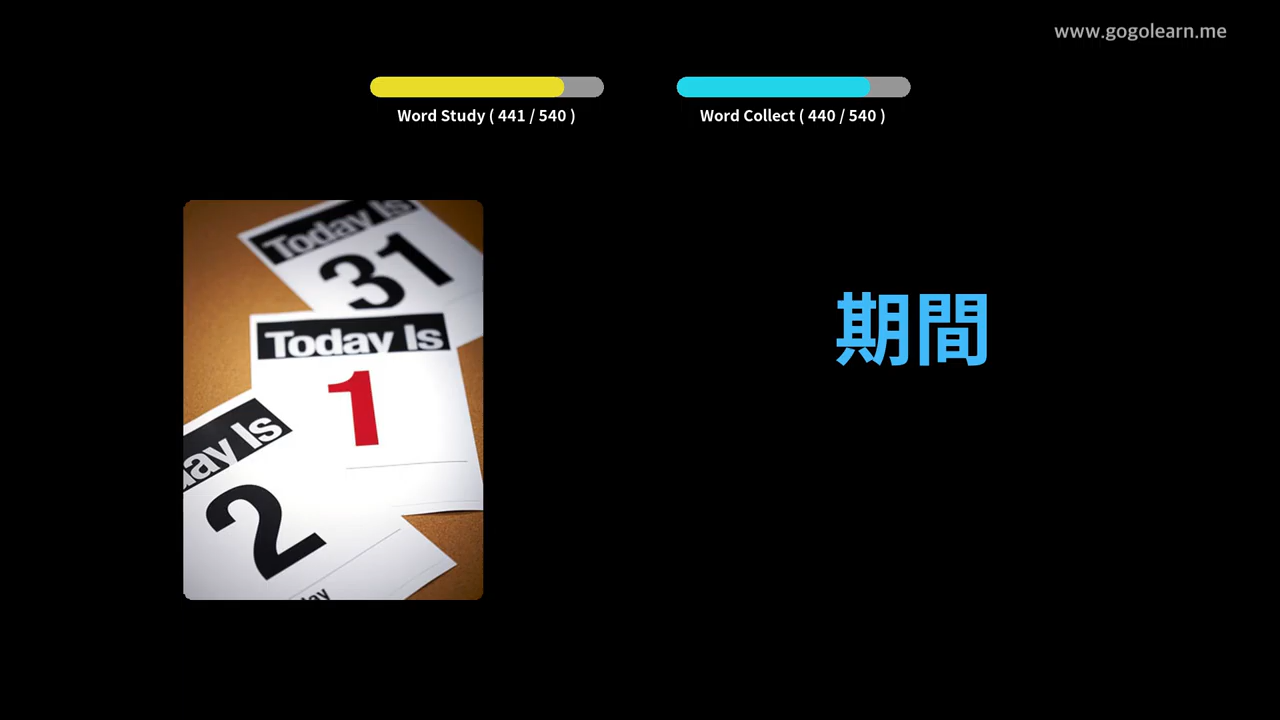 www.gogolearn.me
Word Study ( 441 / 540 )
Word Collect ( 440 / 540 )
Today Is
31
Today Is
1
ay Is
2
期間